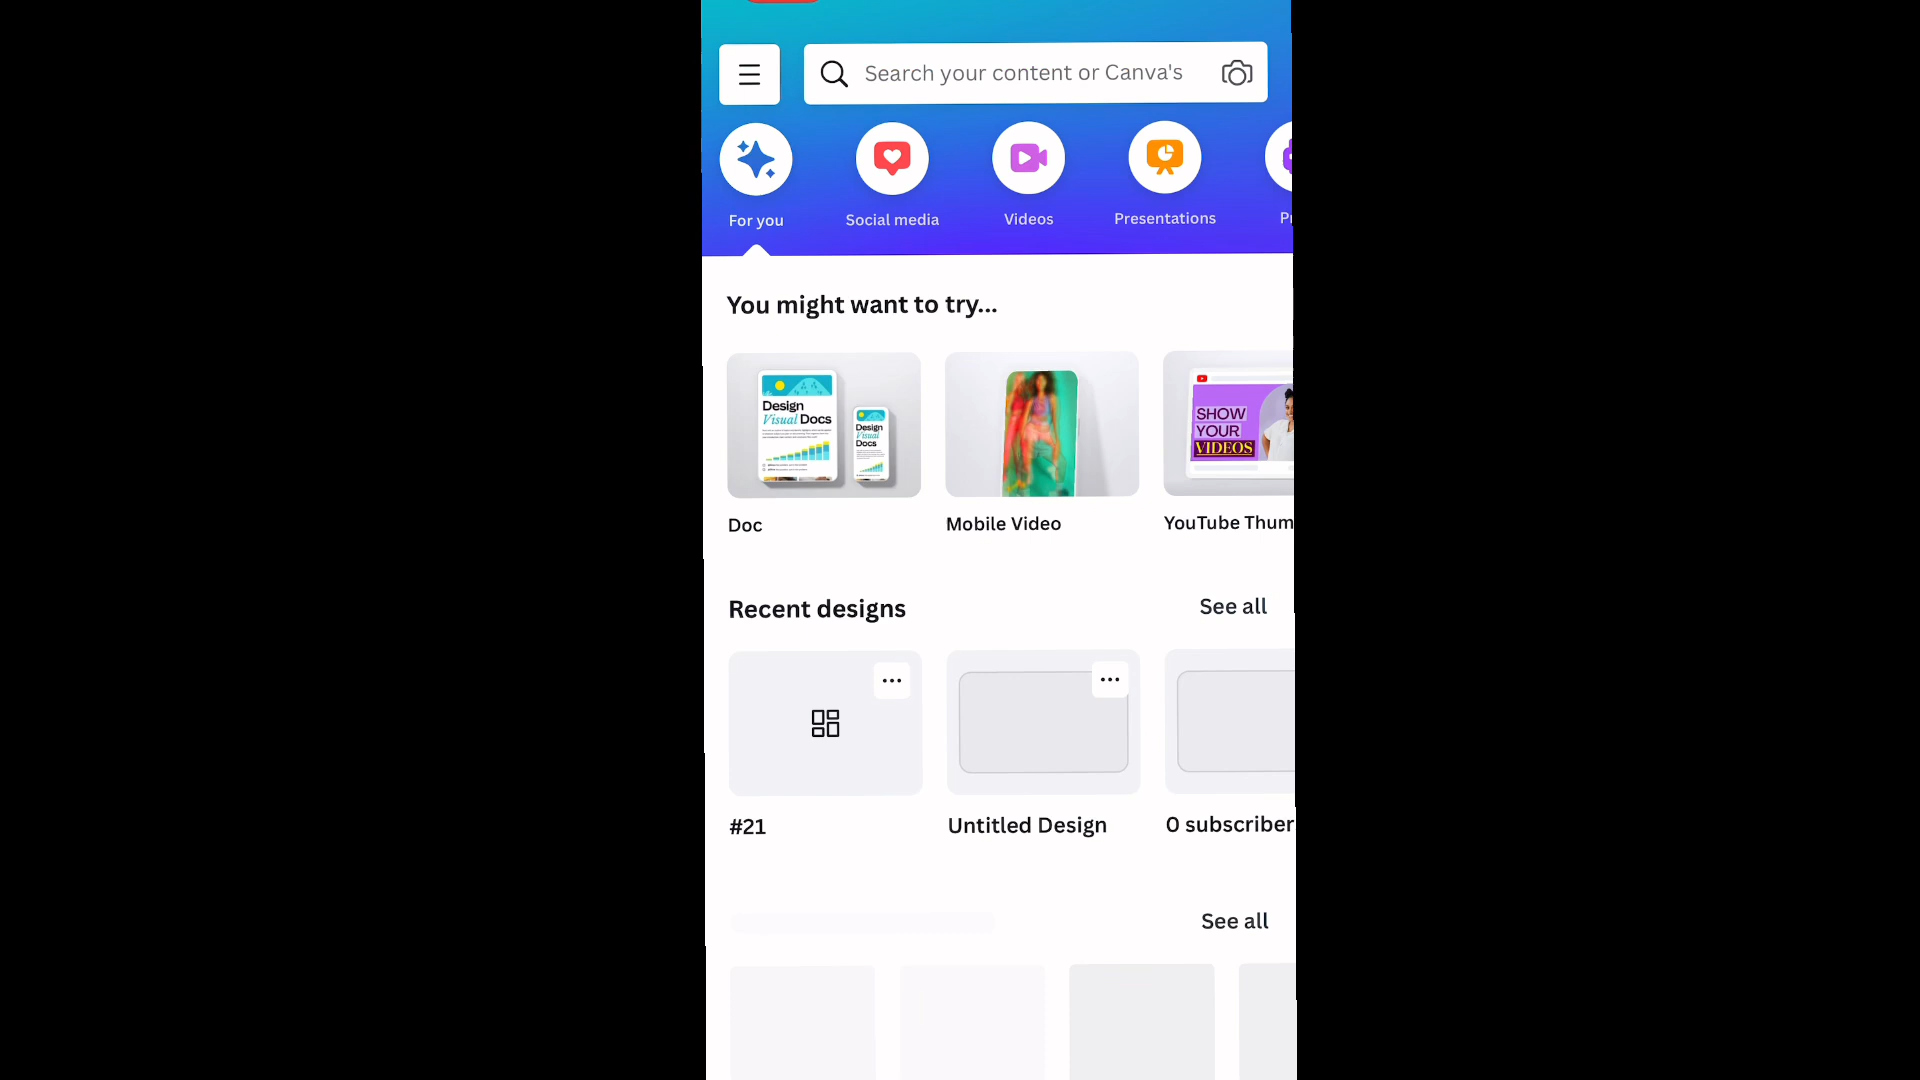 Search your content or Canva's
For you
Social media
Videos
Presentations
You might want to try...
Design
Visual Docs
Design
Visual
Docs
SHOW
YOUR
VIDEOS
Doc
Mobile Video
YouTube Thum
Recent designs
See all
#21
Untitled Design
0 subscriber
See all